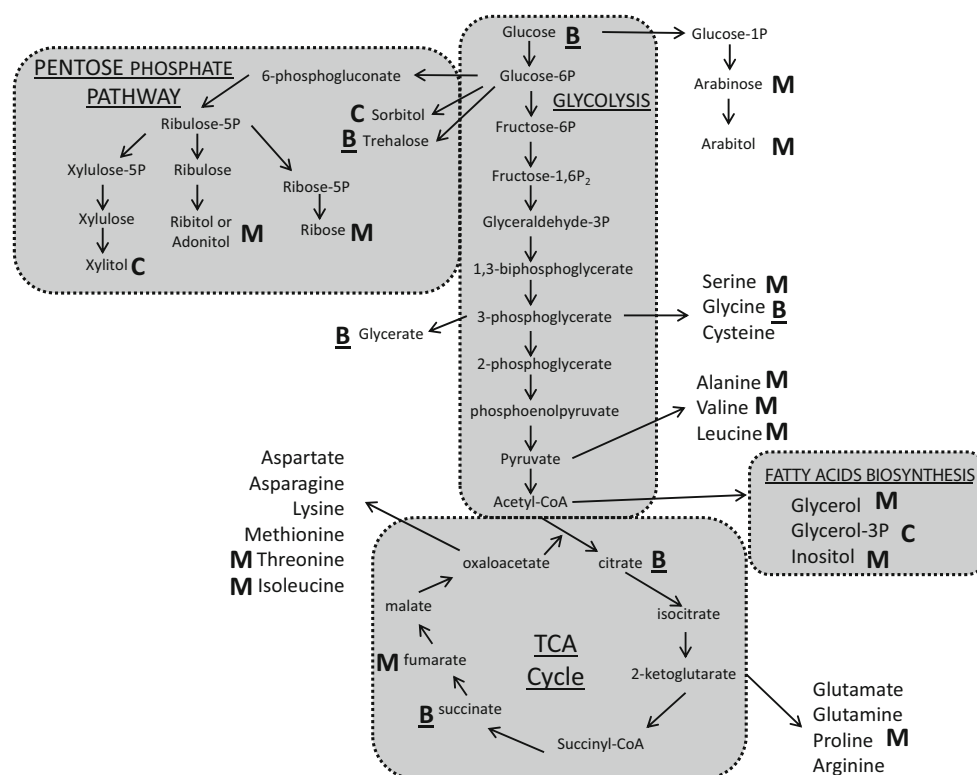 PENTOSE PHOSPHATE
PATHWAY
6-phosphogluconate
Ribulose-5P
Xylulose-5P
Ribulose
Ribose-5P
Xylulose
Ribitol or
Adonitol M
Ribose M
Xylitol C
C Sorbitol
B Trehalose
Glucose B
Glucose-6P
GLYCOLYSIS
Fructose-6P
Fructose-1,6P₂
Glyceraldehyde-3P
1,3-biphosphoglycerate
3-phosphoglycerate
2-phosphoglycerate
phosphoenolpyruvate
Pyruvate
Acetyl-CoA
Glucose-1P
Arabinose M
Arabitol M
B Glycerate
Serine M
Glycine B
Cysteine
Alanine M
Valine M
Leucine M
FATTY ACIDS BIOSYNTHESIS
Glycerol M
Glycerol-3P C
Inositol M
Aspartate
Asparagine
Lysine
Methionine
M Threonine
M Isoleucine
oxaloacetate
citrate B
malate
isocitrate
TCA
Cycle
M fumarate
2-ketoglutarate
B succinate
Succinyl-CoA
Glutamate
Glutamine
Proline M
Arginine